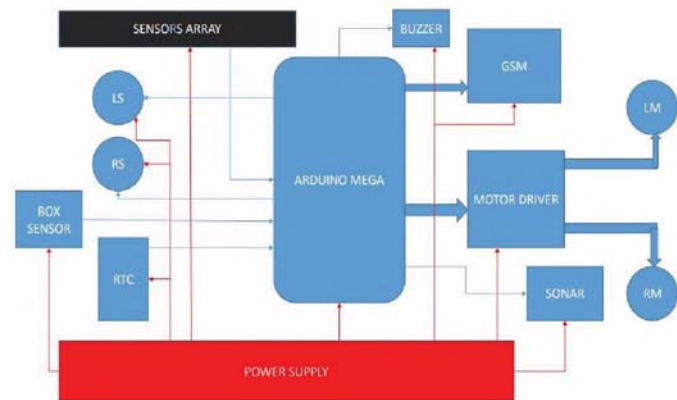 SENSORS ARRAY
BUZZER
GSM
LS
LM
RS
ARDUINO MEGA
MOTOR DRIVER
BOX
SENSOR
RTC
SONAR
RM
POWER SUPPLY